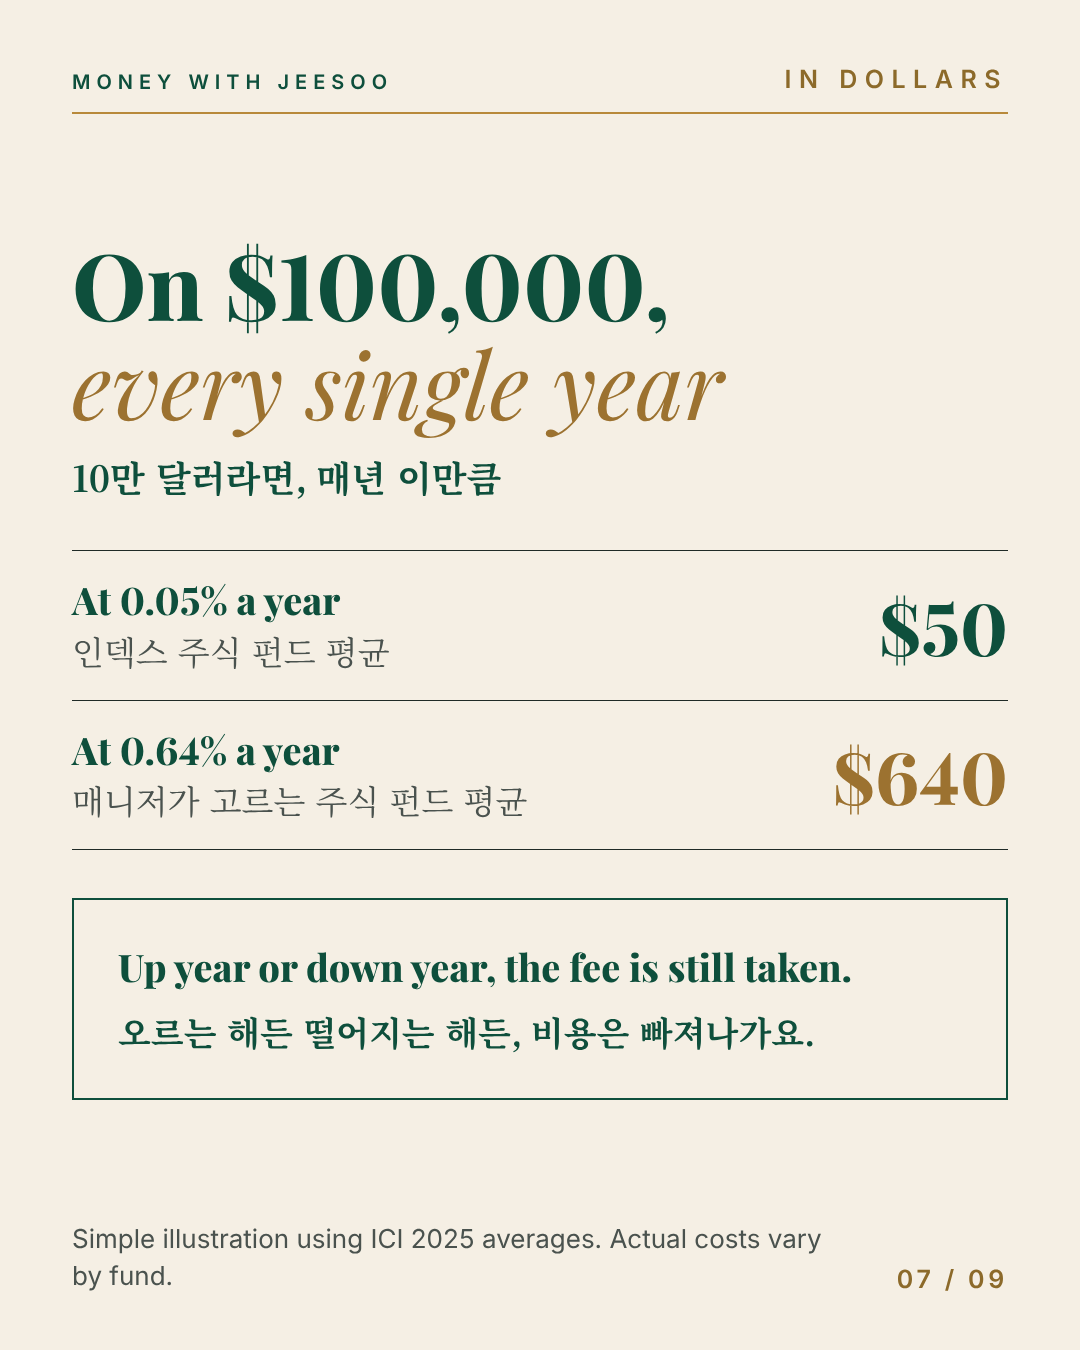 MONEY WITH JEESOO
IN DOLLARS
On $100,000,
every single year
10만 달러라면, 매년 이만큼
At 0.05% a year
인덱스 주식 펀드 평균
$50
At 0.64% a year
매니저가 고르는 주식 펀드 평균
$640
Up year or down year, the fee is still taken.
오르는 해든 떨어지는 해든, 비용은 빠져나가요.
Simple illustration using ICI 2025 averages. Actual costs vary
by fund.
07 / 09